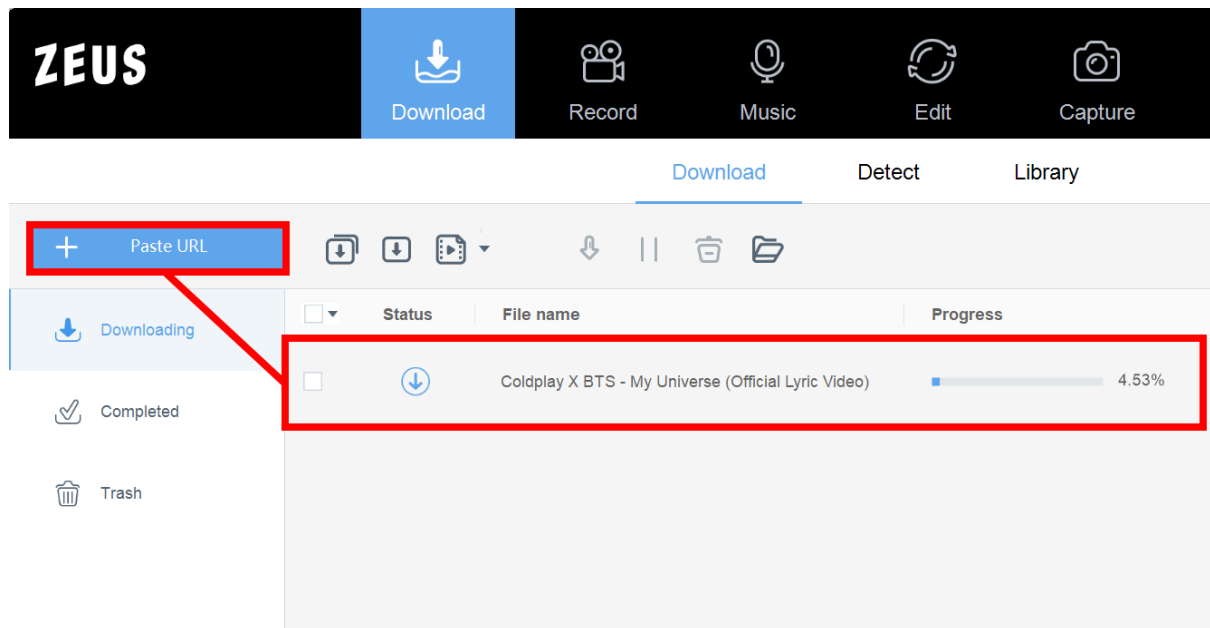 ZEUS
Download Record Music Edit Capture
Download Detect Library
Paste URL
Status File name Progress
Downloading
Coldplay X BTS - My Universe (Official Lyric Video) 4.53%
Completed
Trash